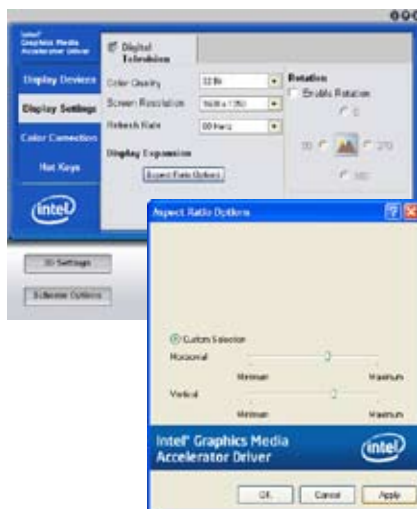 Intel®
Graphics Media
Accelerator Driver
Digital
Television
Display Devices
Display Settings
Color Correction
Hot Keys
intel
Color Quality
Screen Resolution
Refresh Rate
Display Expansion
Aspect Ratio Options
Rotation
Enable Rotation
3D Settings
Scheme Options
Aspect Ratio Options
Custom Selection
Horizontal
Minimum Maximum
Vertical
Minimum Maximum
Intel® Graphics Media
Accelerator Driver
intel
OK Cancel Apply